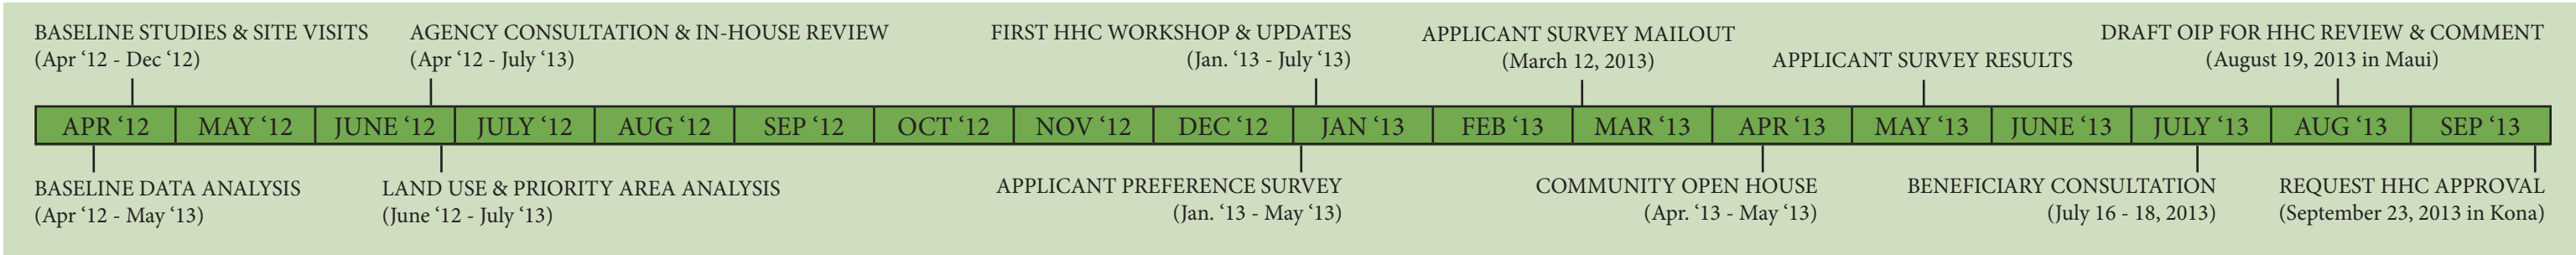 BASELINE STUDIES & SITE VISITS
(Apr ‘12 - Dec ‘12)
AGENCY CONSULTATION & IN-HOUSE REVIEW
(Apr ‘12 - July ‘13)
FIRST HHC WORKSHOP & UPDATES
(Jan. ‘13 - July ‘13)
APPLICANT SURVEY MAILOUT
(March 12, 2013)
APPLICANT SURVEY RESULTS
DRAFT OIP FOR HHC REVIEW & COMMENT
(August 19, 2013 in Maui)
APR ‘12 MAY ‘12 JUNE ‘12 JULY ‘12 AUG ‘12 SEP ‘12 OCT ‘12 NOV ‘12 DEC ‘12 JAN ‘13 FEB ‘13 MAR ‘13 APR ‘13 MAY ‘13 JUNE ‘13 JULY ‘13 AUG ‘13 SEP ‘13
BASELINE DATA ANALYSIS
(Apr ‘12 - May ‘13)
LAND USE & PRIORITY AREA ANALYSIS
(June ‘12 - July ‘13)
APPLICANT PREFERENCE SURVEY
(Jan. ‘13 - May ‘13)
COMMUNITY OPEN HOUSE
(Apr. ‘13 - May ‘13)
BENEFICIARY CONSULTATION
(July 16 - 18, 2013)
REQUEST HHC APPROVAL
(September 23, 2013 in Kona)